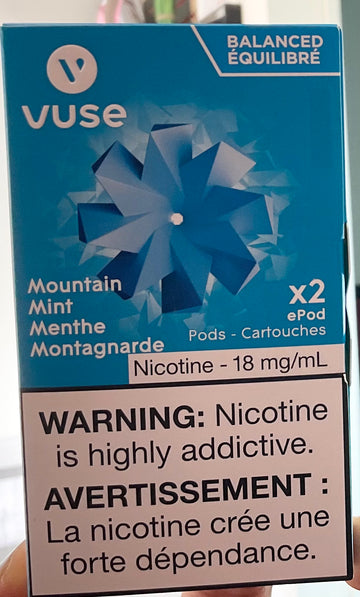 BALANCED
ÉQUILIBRÉ
VUSE
Mountain
Mint
Menthe
Montagnarde
x2
ePod
Pods - Cartouches
Nicotine - 18 mg/mL
WARNING: Nicotine
is highly addictive.
AVERTISSEMENT :
La nicotine crée une
forte dépendance.